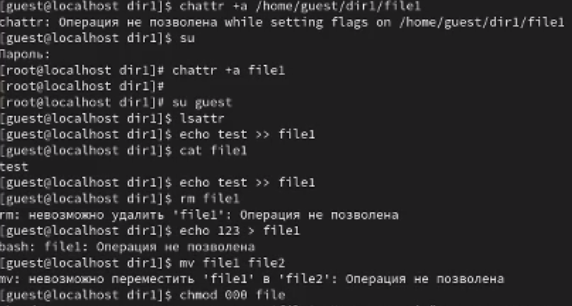 [guest@localhost dir1]$ chattr +a /home/guest/dir1/file1
chattr: Операция не позволена while setting flags on /home/guest/dir1/file1
[guest@localhost dir1]$ su
Пароль:
[root@localhost dir1]# chattr +a file1
[root@localhost dir1]#
[root@localhost dir1]# su guest
[guest@localhost dir1]$ lsattr
[guest@localhost dir1]$ echo test >> file1
[guest@localhost dir1]$ cat file1
test
[guest@localhost dir1]$ echo test >> file1
[guest@localhost dir1]$ rm file1
rm: невозможно удалить 'file1': Операция не позволена
[guest@localhost dir1]$ echo 123 > file1
bash: file1: Операция не позволена
[guest@localhost dir1]$ mv file1 file2
mv: невозможно переместить 'file1' в 'file2': Операция не позволена
[guest@localhost dir1]$ chmod 000 file